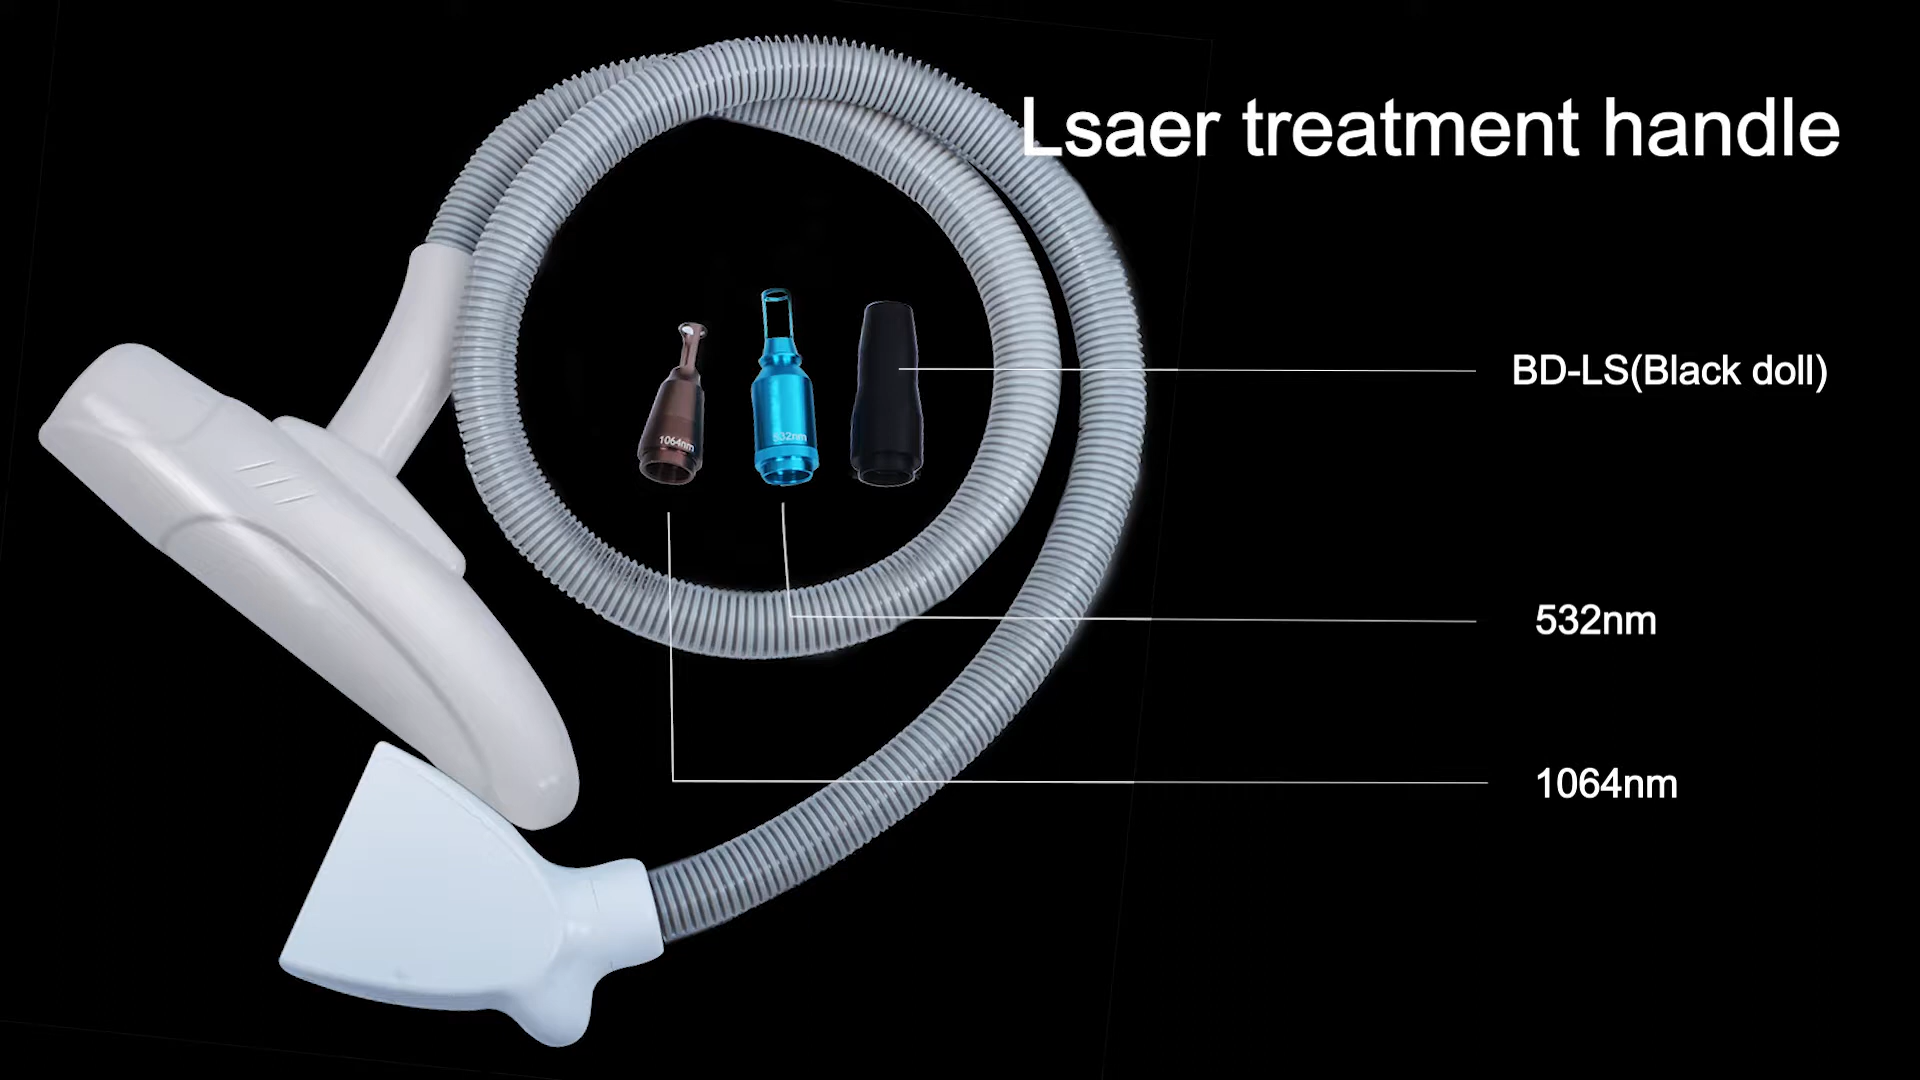 Lsaer treatment handle
BD-LS(Black doll)
1064nm
532nm
532nm
1064nm